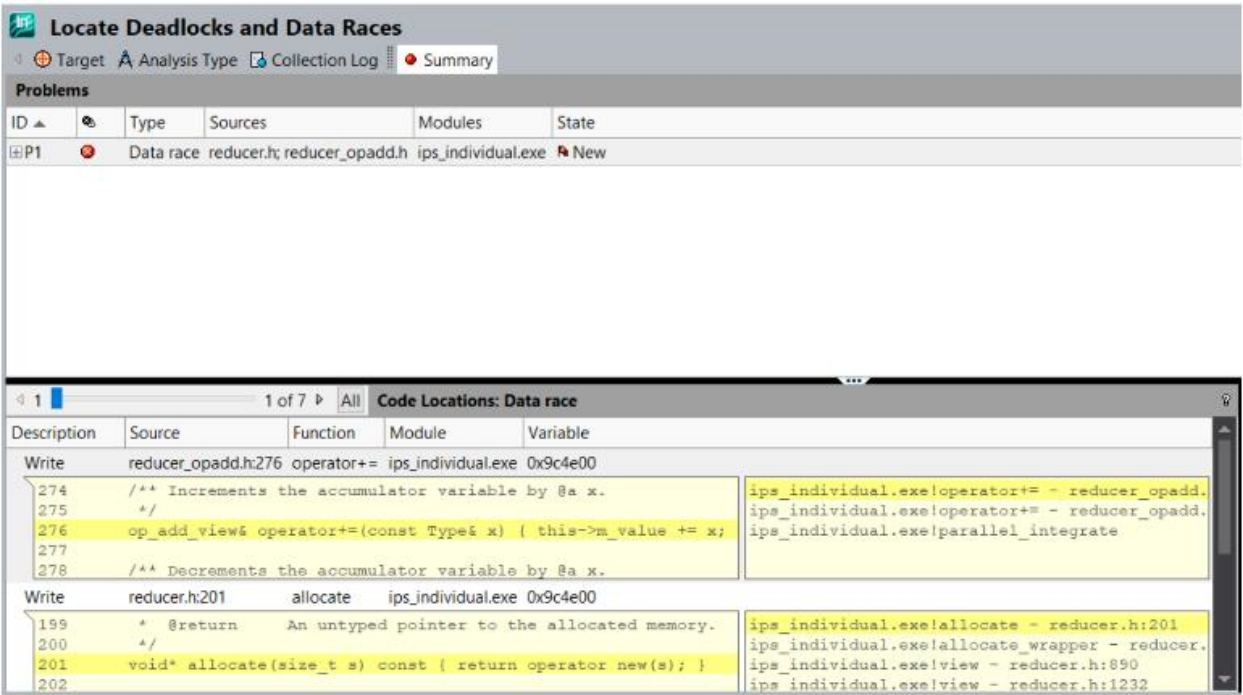 Locate Deadlocks and Data Races
Target Analysis Type Collection Log Summary
Problems
ID Type Sources Modules State
P1 Data race reducer.h; reducer_opadd.h ips_individual.exe New
1 1 of 7 All Code Locations: Data race
Description Source Function Module Variable
Write reducer_opadd.h:276 operator+= ips_individual.exe 0x9c4e00
274 /** Increments the accumulator variable by @a x. ips_individual.exe!operator+= - reducer_opadd.
275 */ ips_individual.exe!operator+= - reducer_opadd.
276 op_add_view& operator+=(const Type& x) { this->m_value += x; ips_individual.exe!parallel_integrate
277
278 /** Decrements the accumulator variable by @a x.
Write reducer.h:201 allocate ips_individual.exe 0x9c4e00
199 * @return An untyped pointer to the allocated memory. ips_individual.exe!allocate - reducer.h:201
200 */ ips_individual.exe!allocate_wrapper - reducer.
201 void* allocate(size_t s) const { return operator new(s); } ips_individual.exe!view - reducer.h:890
202 ips_individual.exe!view - reducer.h:1232